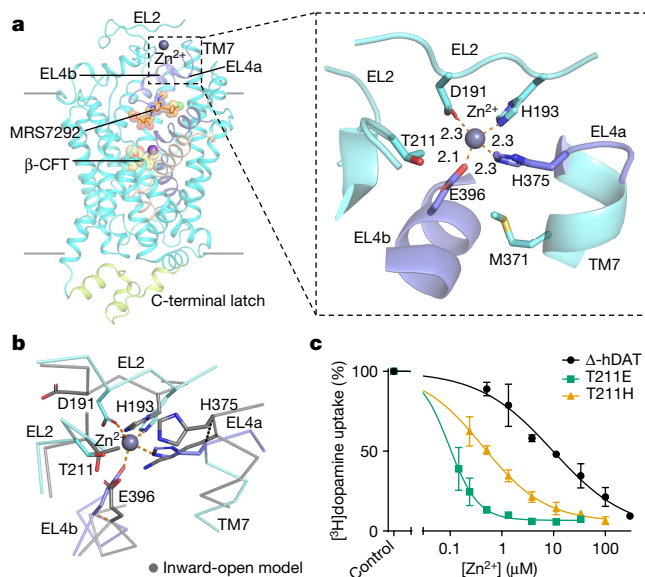 a
EL2
Zn2+
TM7
EL4b
EL4a
MRS7292
β-CFT
C-terminal latch
EL2
EL2
D191
Zn2+
H193
T211
2.3
2.3
2.1
2.3
EL4a
H375
E396
EL4b
M371
TM7
b
EL2
D191
H193
H375
EL2
Zn2+
EL4a
T211
E396
EL4b
TM7
Inward-open model
c
Δ-hDAT
T211E
T211H
[3H]dopamine uptake (%)
100
50
0
Control
0.1 1 10 100
[Zn2+] (μM)